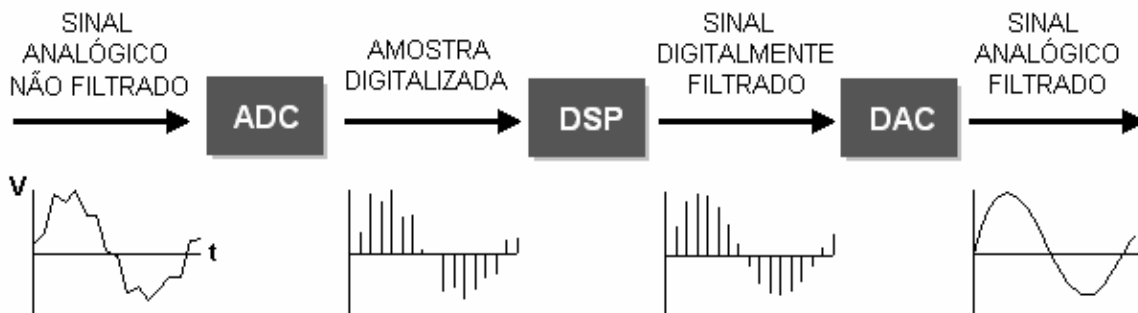 SINAL
ANALÓGICO
NÃO FILTRADO
ADC
AMOSTRA
DIGITALIZADA
DSP
SINAL
DIGITALMENTE
FILTRADO
DAC
SINAL
ANALÓGICO
FILTRADO
V
t